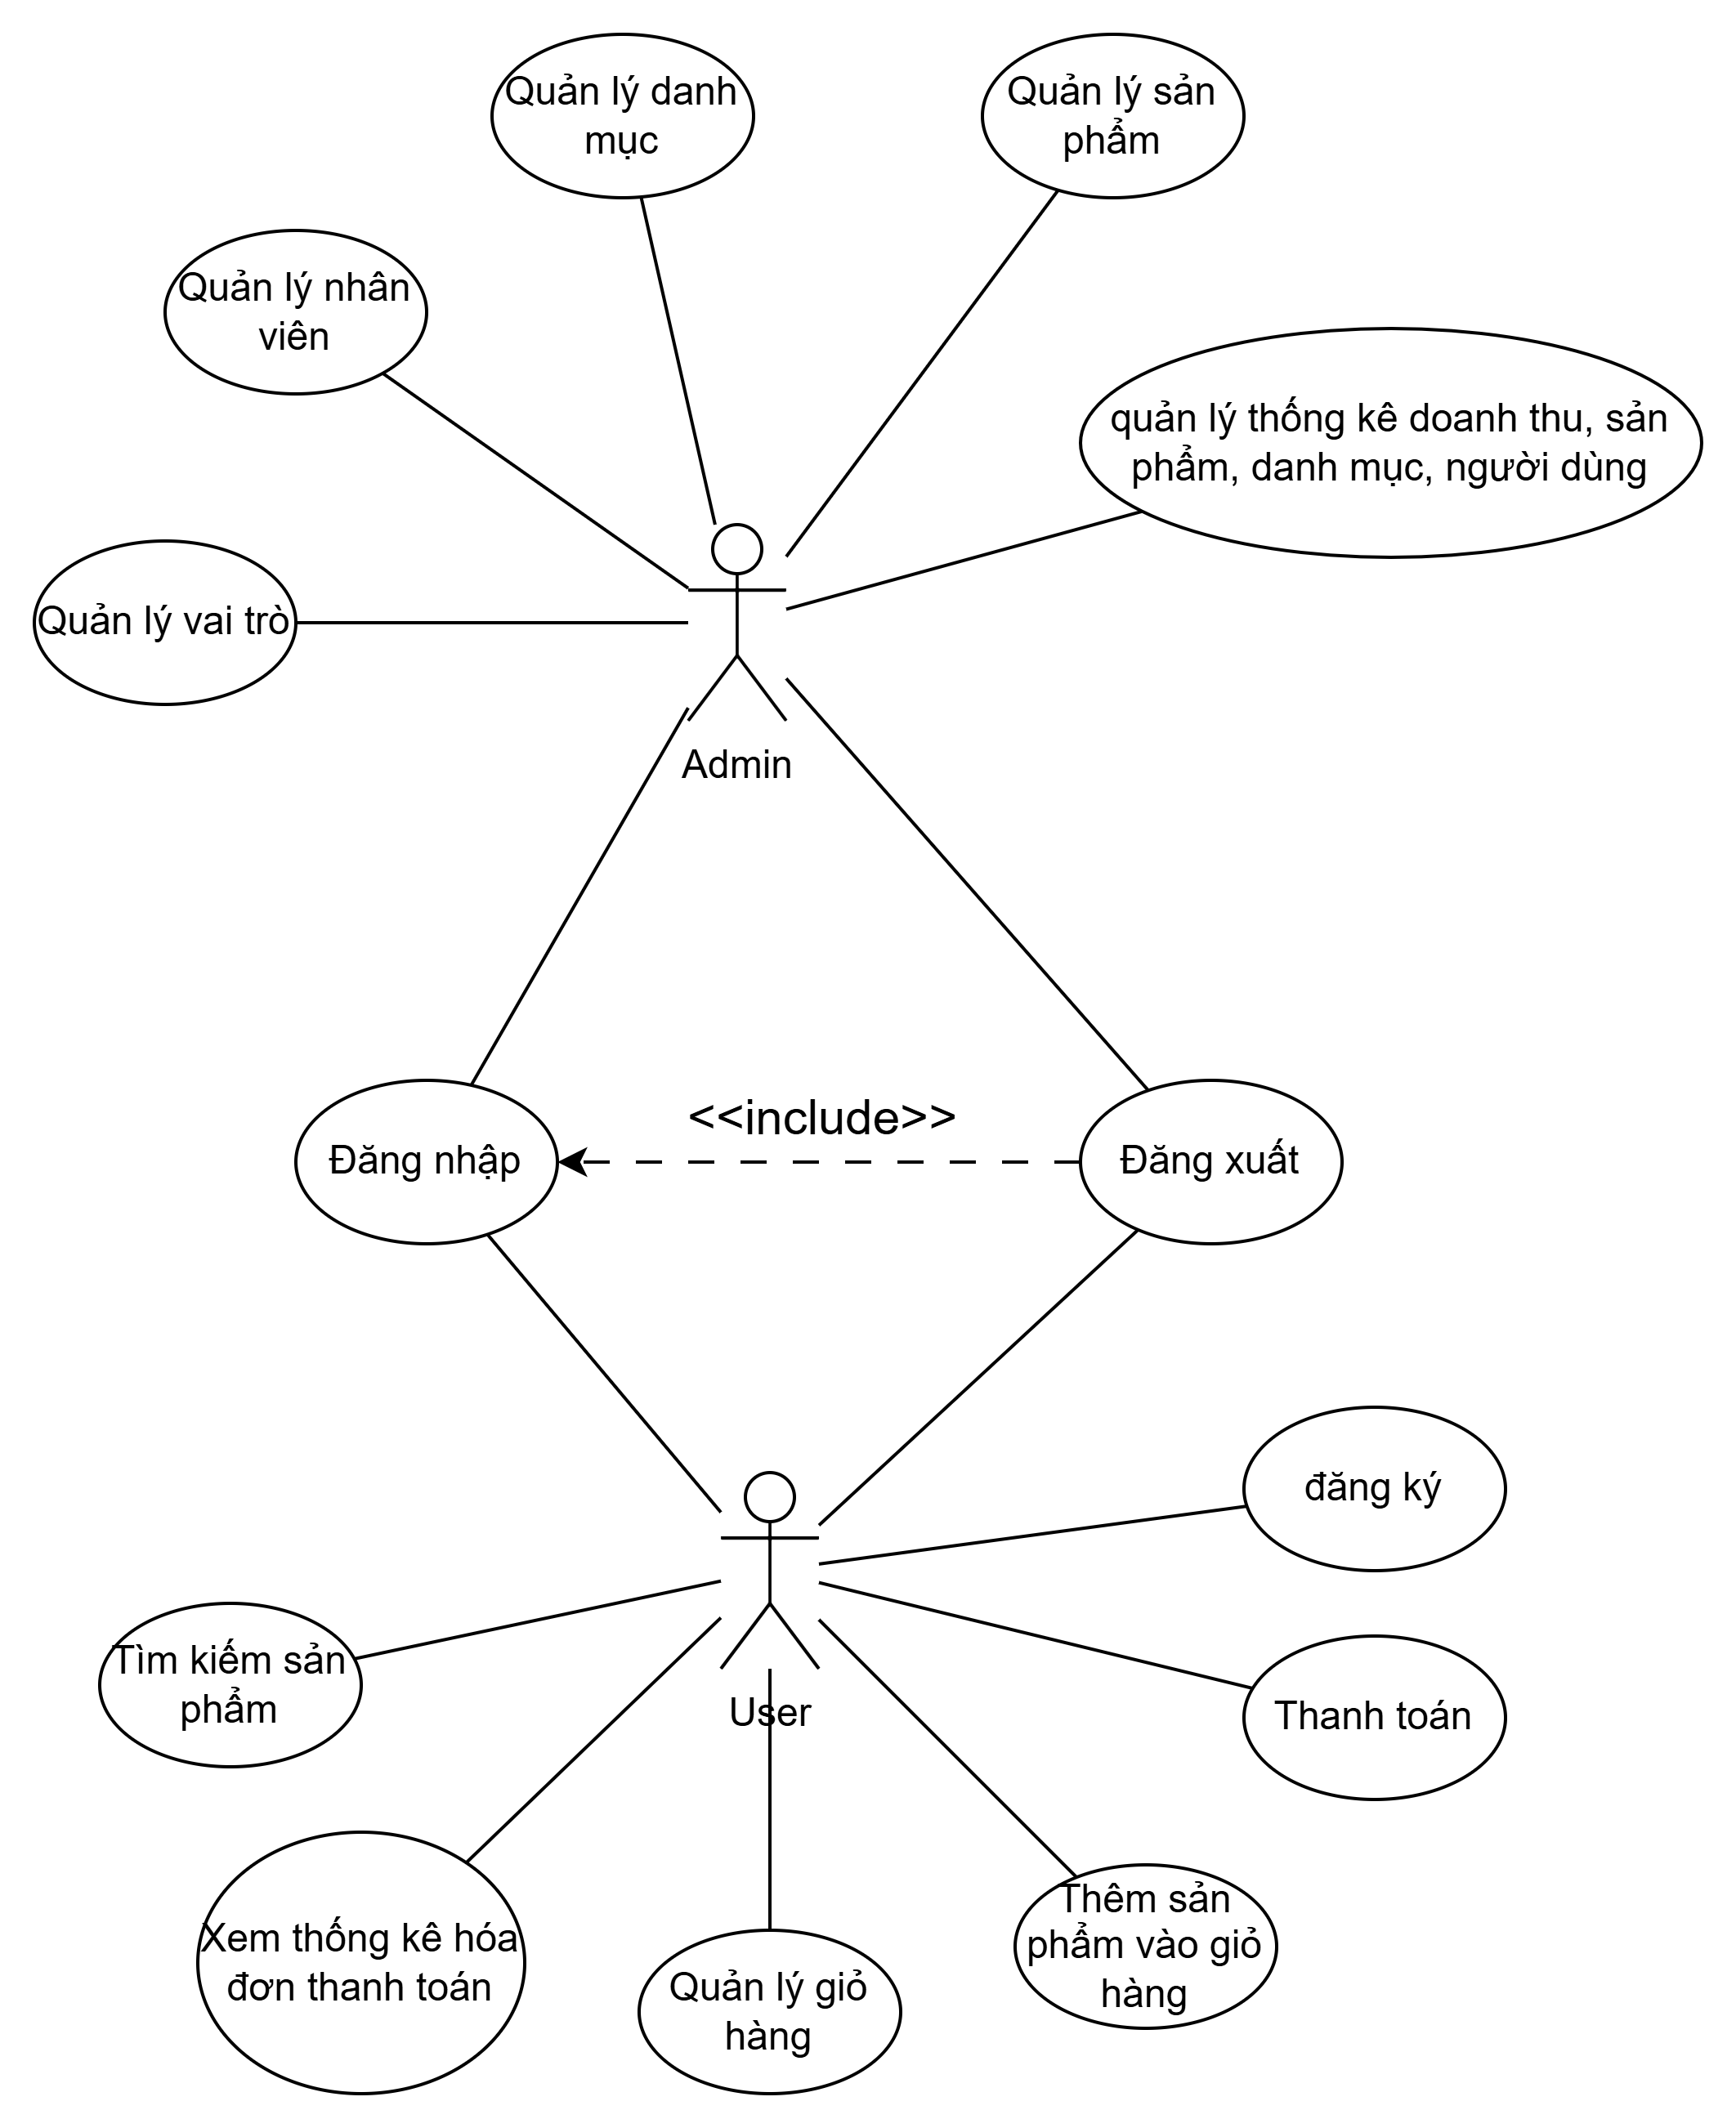 Quản lý danh
mục
Quản lý sản
phẩm
Quản lý nhân
viên
quản lý thống kê doanh thu, sản
phẩm, danh mục, người dùng
Quản lý vai trò
Admin
<<include>>
Đăng nhập
Đăng xuất
đăng ký
Tìm kiếm sản
phẩm
User
Thanh toán
Xem thống kê hóa
đơn thanh toán
Quản lý giỏ
hàng
Thêm sản
phẩm vào giỏ
hàng